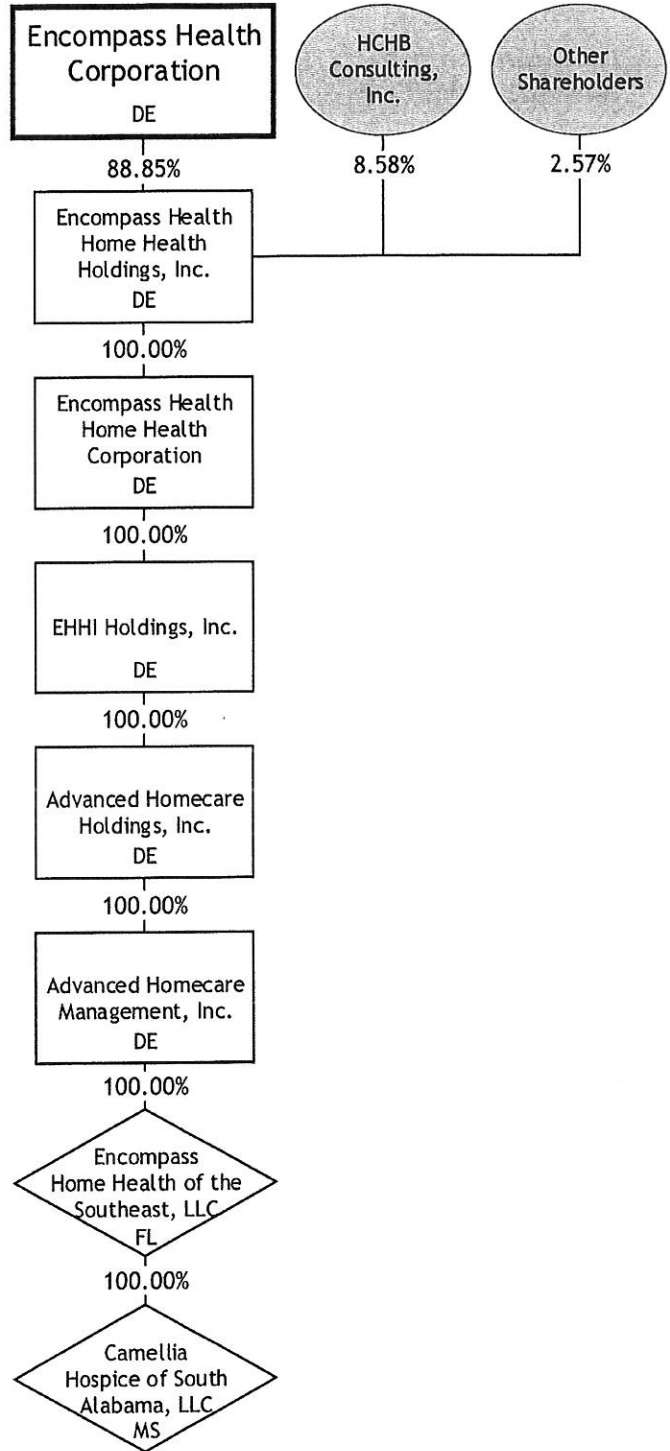 Encompass Health
Corporation
DE
HCHB
Consulting,
Inc.
Other
Shareholders
88.85%
8.58%
2.57%
Encompass Health
Home Health
Holdings, Inc.
DE
100.00%
Encompass Health
Home Health
Corporation
DE
100.00%
EHHI Holdings, Inc.
DE
100.00%
Advanced Homecare
Holdings, Inc.
DE
100.00%
Advanced Homecare
Management, Inc.
DE
100.00%
Encompass
Home Health of the
Southeast, LLC
FL
100.00%
Camellia
Hospice of South
Alabama, LLC
MS